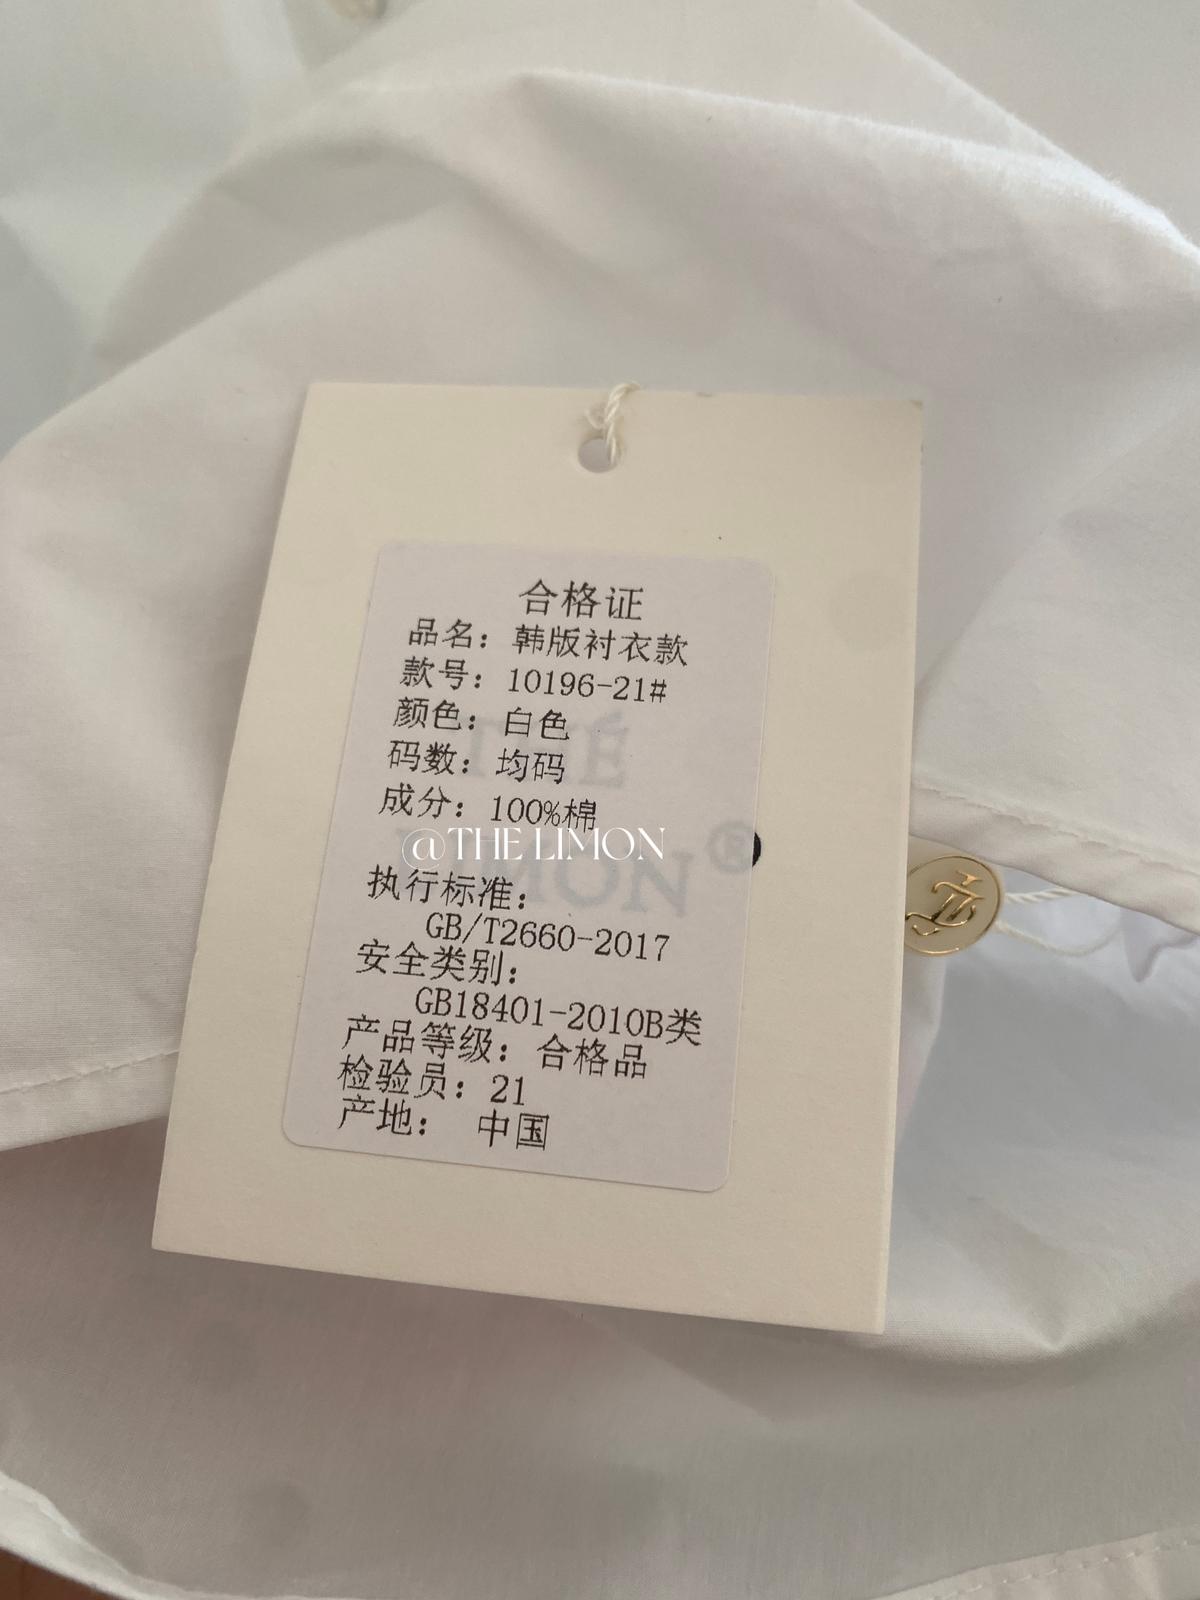 合格证
品名：韩版衬衣款
款号：10196-21#
颜色：白色
码数：均码
成分：100%棉
@THE LIMON
执行标准：
GB/T2660-2017
安全类别：
GB18401-2010B类
产品等级：合格品
检验员：21
产地： 中国